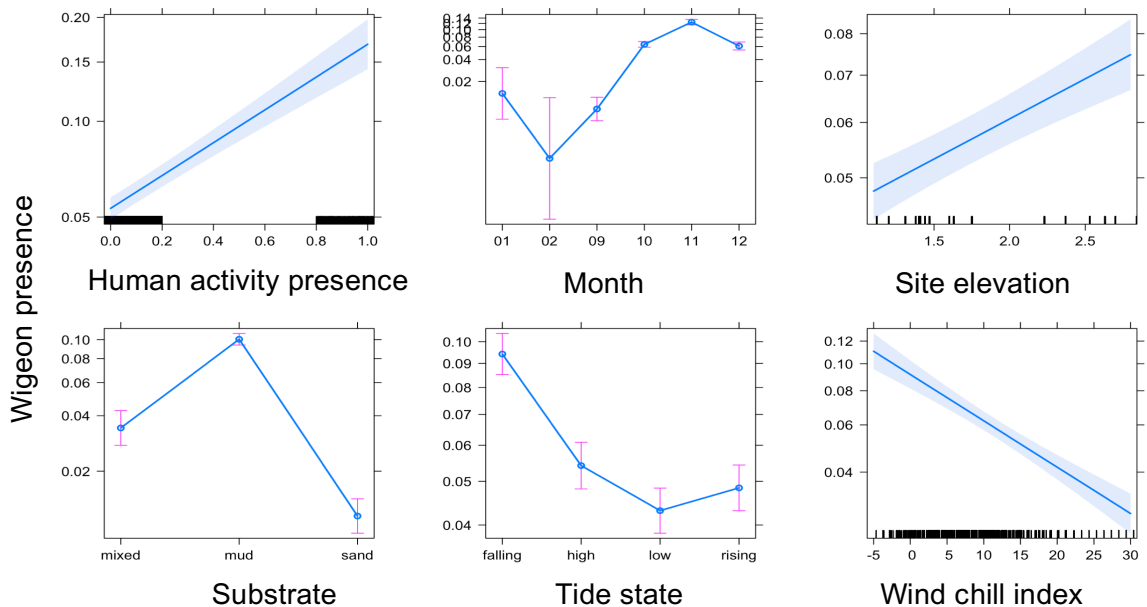 Wigeon presence
0.20
0.15
0.10
0.05
0.0 0.2 0.4 0.6 0.8 1.0
Human activity presence
0.14
0.12
0.10
0.08
0.06
0.04
0.02
01 02 09 10 11 12
Month
0.08
0.07
0.06
0.05
1.5 2.0 2.5
Site elevation
0.10
0.08
0.06
0.04
0.02
mixed mud sand
Substrate
0.10
0.09
0.08
0.07
0.06
0.05
0.04
falling high low rising
Tide state
0.12
0.10
0.08
0.06
0.04
-5 0 5 10 15 20 25 30
Wind chill index